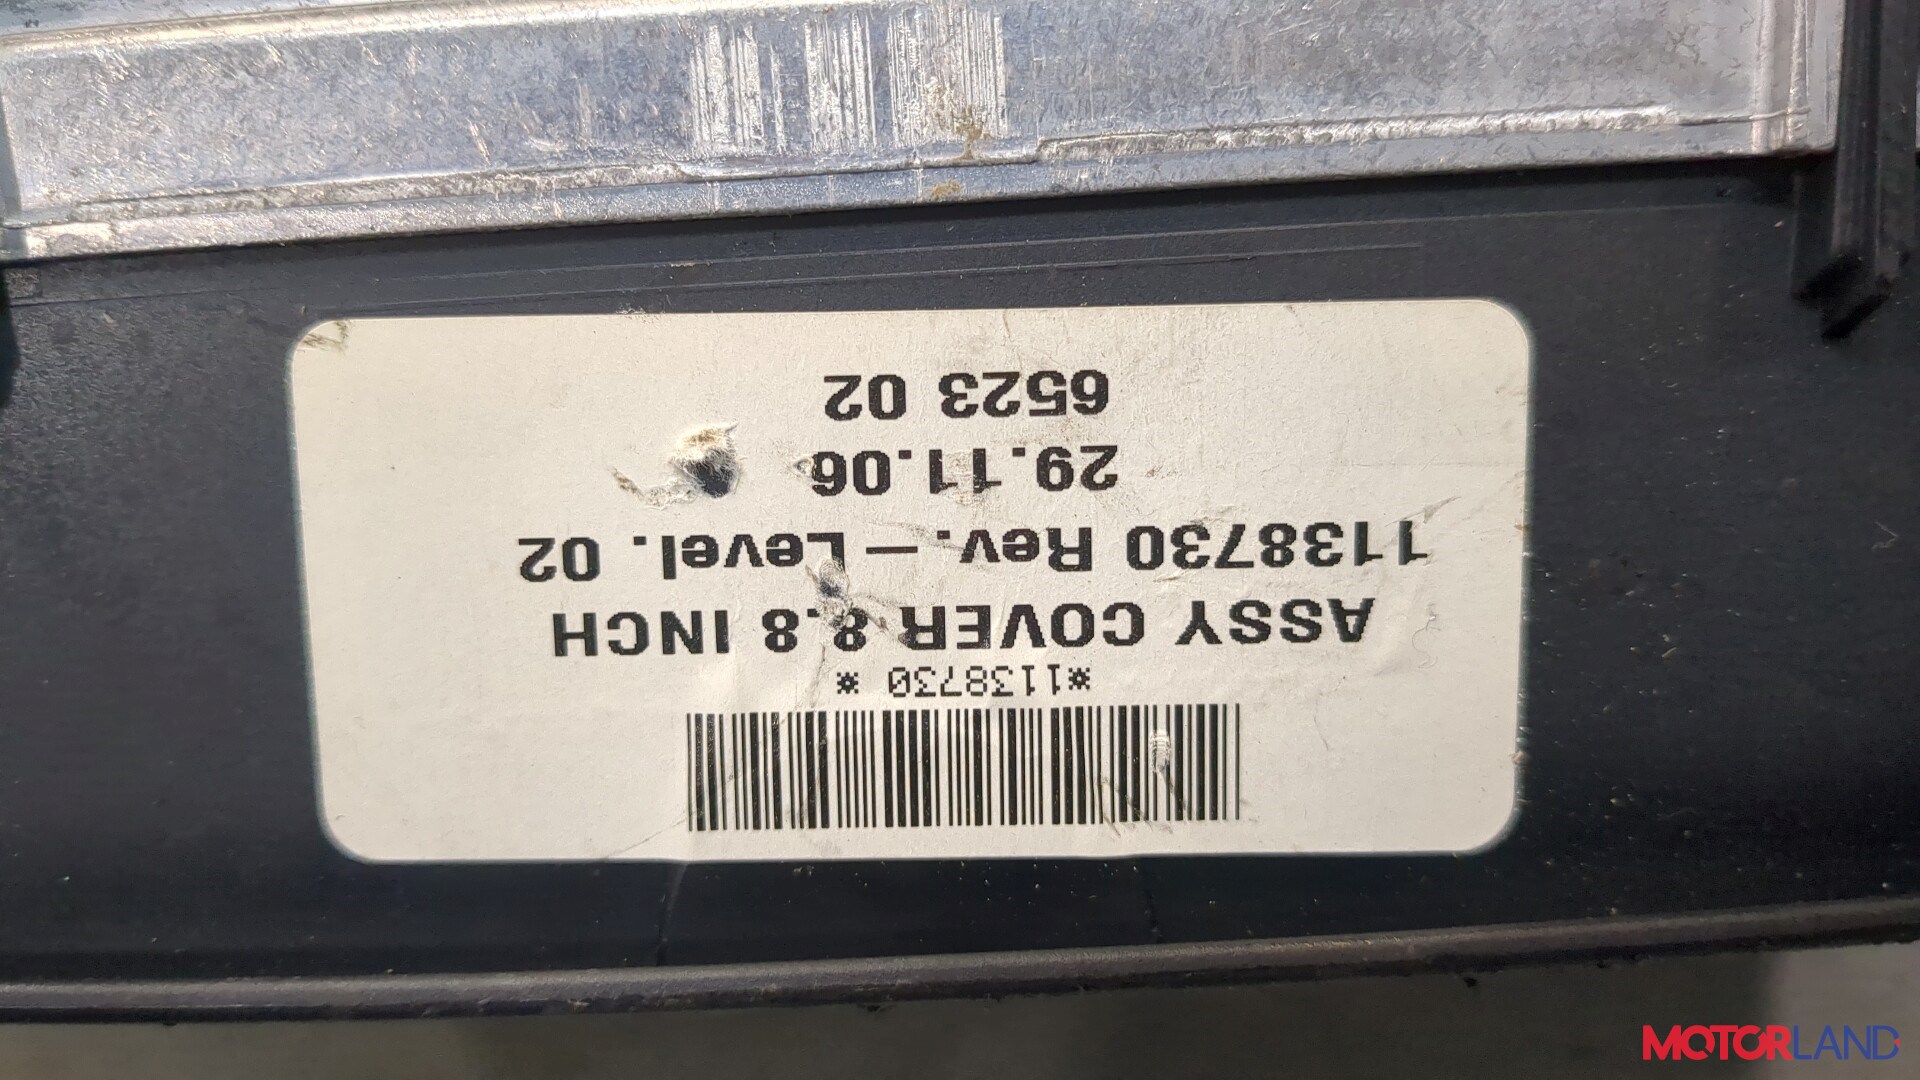 *1138730 *
ASSY COVER 8.8 INCH
1138730 Rev. — Level. 02
29.11.06
6523 02
MOTORLAND